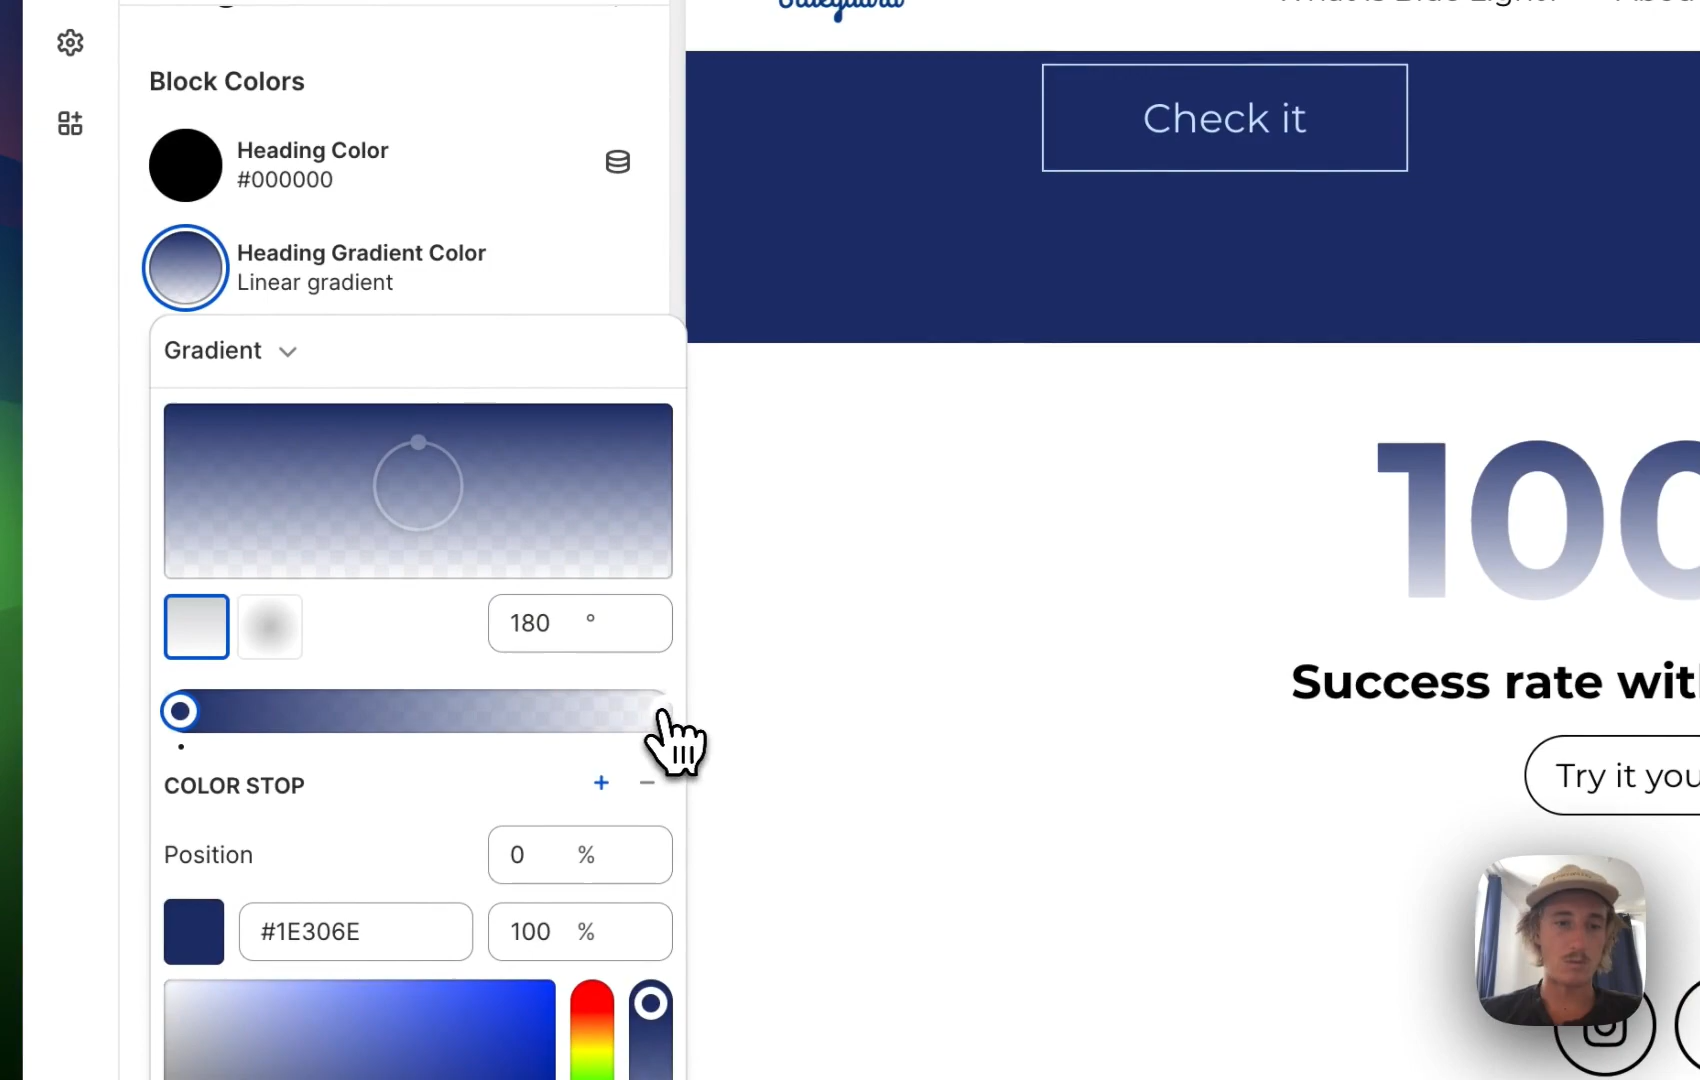 Block Colors
Heading Color
#000000
Heading Gradient Color
Linear gradient
Gradient
180 °
COLOR STOP
+ −
Position
0 %
#1E306E
100 %
Check it
100
Success rate wit
Try it you